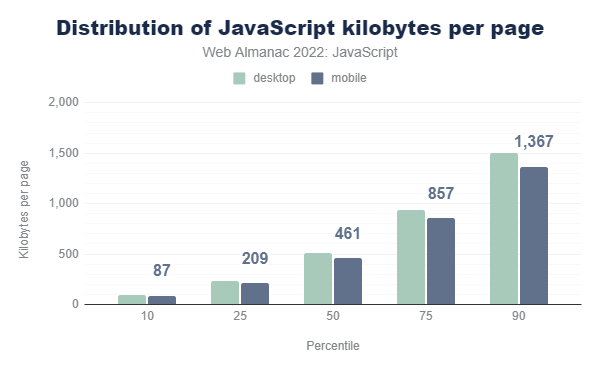 Distribution of JavaScript kilobytes per page
Web Almanac 2022: JavaScript
desktop mobile
Kilobytes per page
2,000
1,500
1,000
500
0
87
209
461
857
1,367
10 25 50 75 90
Percentile